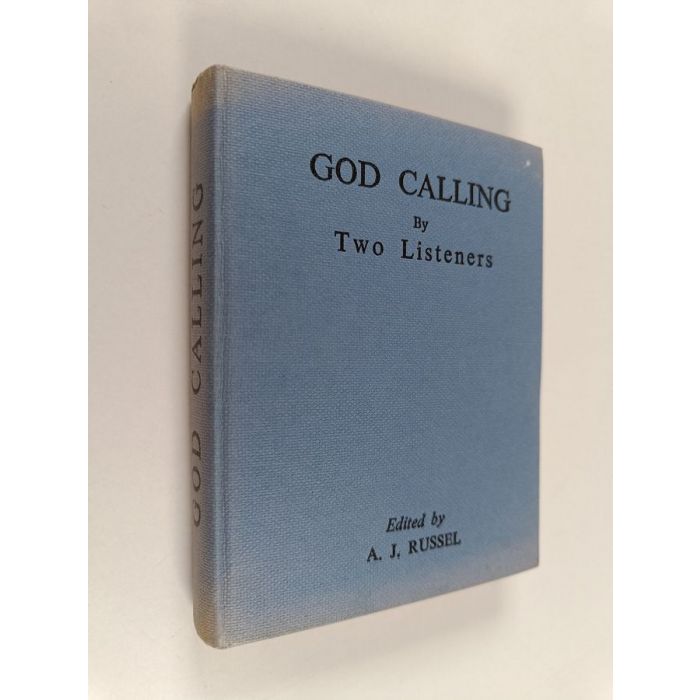 GOD CALLING
By
Two Listeners
Edited by
A. J. RUSSEL
GOD CALLING